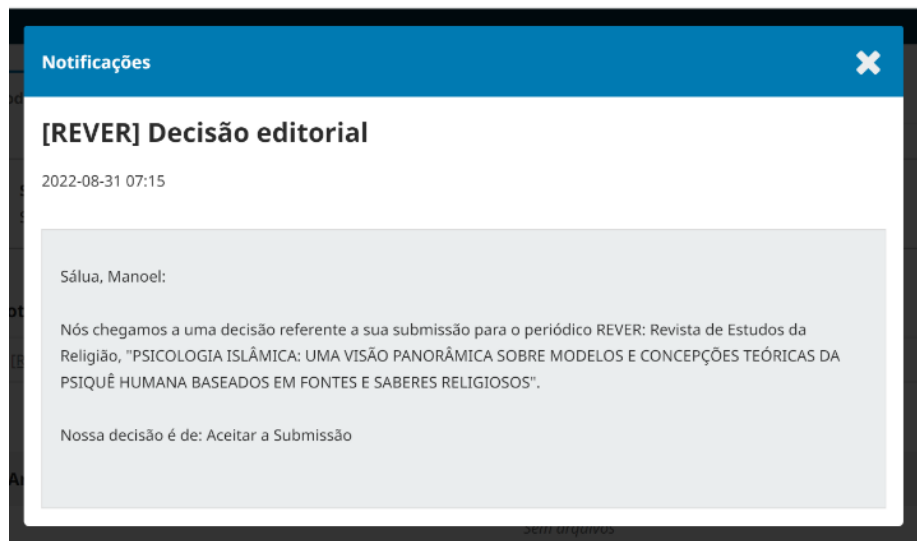 Notificações
[REVER] Decisão editorial
2022-08-31 07:15
Sálua, Manoel:
Nós chegamos a uma decisão referente a sua submissão para o periódico REVER: Revista de Estudos da
Religião, "PSICOLOGIA ISLÂMICA: UMA VISÃO PANORÂMICA SOBRE MODELOS E CONCEPÇÕES TEÓRICAS DA
PSIQUÊ HUMANA BASEADOS EM FONTES E SABERES RELIGIOSOS".
Nossa decisão é de: Aceitar a Submissão
Sem arquivos